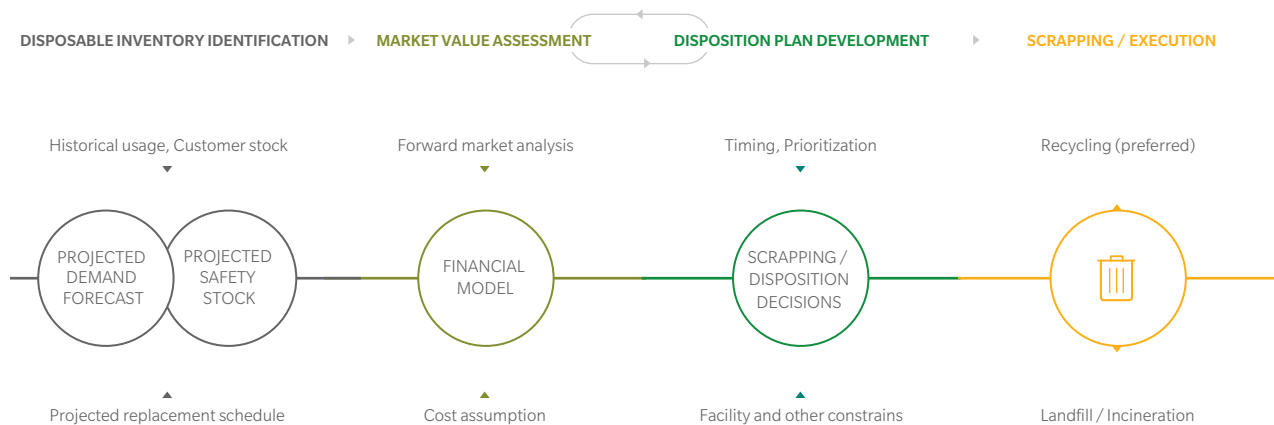 DISPOSABLE INVENTORY IDENTIFICATION
MARKET VALUE ASSESSMENT
DISPOSITION PLAN DEVELOPMENT
SCRAPPING / EXECUTION
Historical usage, Customer stock
Forward market analysis
Timing, Prioritization
Recycling (preferred)
PROJECTED
DEMAND
FORECAST
PROJECTED
SAFETY
STOCK
FINANCIAL
MODEL
SCRAPPING /
DISPOSITION
DECISIONS
Projected replacement schedule
Cost assumption
Facility and other constrains
Landfill / Incineration